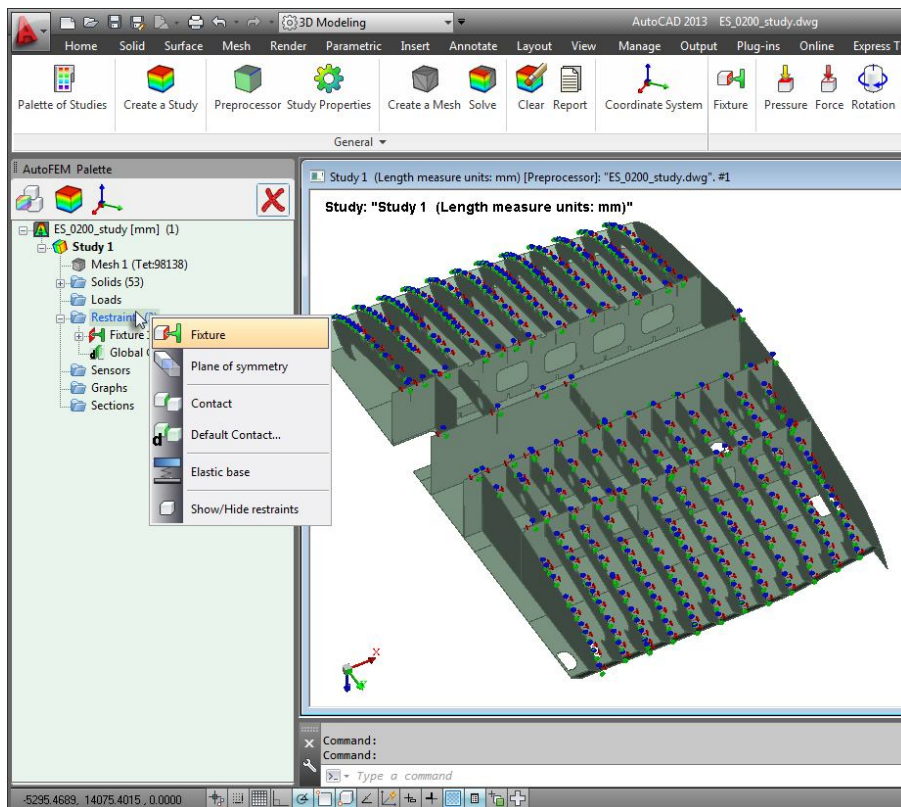 3D Modeling
AutoCAD 2013 ES_0200_study.dwg
Home Solid Surface Mesh Render Parametric Insert Annotate Layout View Manage Output Plug-ins Online Express T
Palette of Studies Create a Study Preprocessor Study Properties Create a Mesh Solve Clear Report Coordinate System Fixture Pressure Force Rotation
General
AutoFEM Palette
Study 1 (Length measure units: mm) [Preprocessor]: "ES_0200_study.dwg". #1
Study: "Study 1 (Length measure units: mm)"
ES_0200_study [mm] (1)
Study 1
Mesh 1 (Tet:98138)
Solids (53)
Loads
Fixture
Global
Sensors
Graphs
Sections
Fixture
Plane of symmetry
Contact
d Default Contact...
Elastic base
Show/Hide restraints
X
Command:
Command:
Type a command
-5295.4689, 14075.4015 , 0.0000